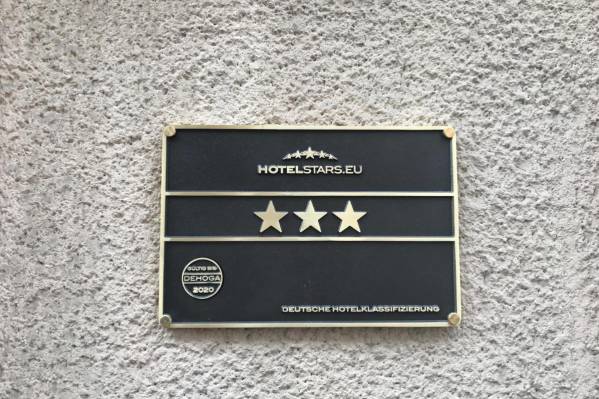 HOTELSTARS.EU
GÜLTIG BIS
DEHOGA
2020
DEUTSCHE HOTELKLASSIFIZIERUNG